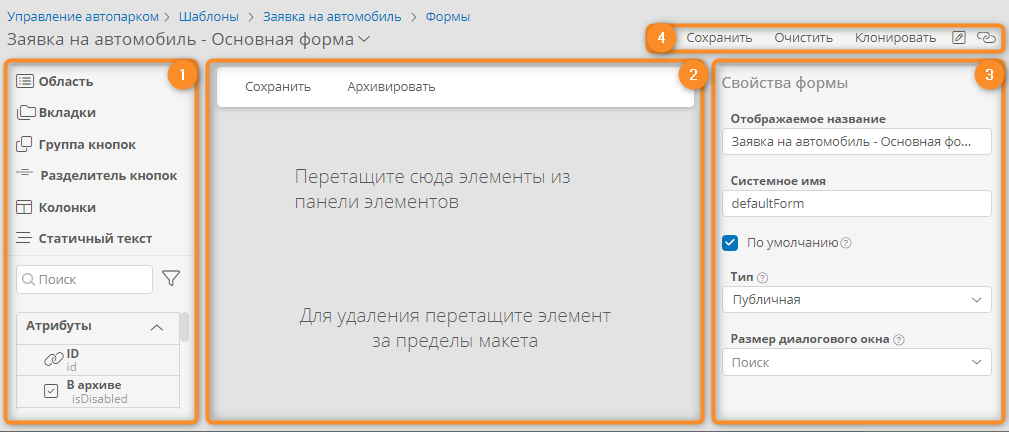 Управление автопарком > Шаблоны > Заявка на автомобиль > Формы
Заявка на автомобиль - Основная форма
4 Сохранить Очистить Клонировать
1
Область
Вкладки
Группа кнопок
Разделитель кнопок
Колонки
Статичный текст
Поиск
Атрибуты
ID
id
В архиве
isDisabled
2
Сохранить Архивировать
Перетащите сюда элементы из
панели элементов
Для удаления перетащите элемент
за пределы макета
3
Свойства формы
Отображаемое название
Заявка на автомобиль - Основная фо...
Системное имя
defaultForm
По умолчанию ?
Тип ?
Публичная
Размер диалогового окна ?
Поиск